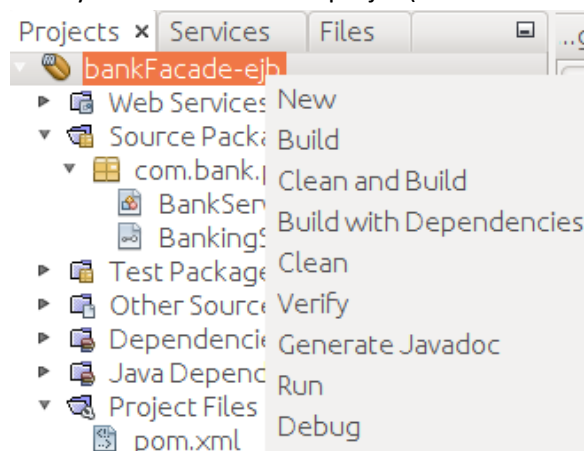 Projects Services Files
bankFacade-ejb
Web Services
New
Source Packa
Build
com.bank.
Clean and Build
BankSer
Build with Dependencies
Banking
Clean
Test Package
Verify
Other Source
Generate Javadoc
Dependencie
Java Depend
Run
Project Files
Debug
pom.xml